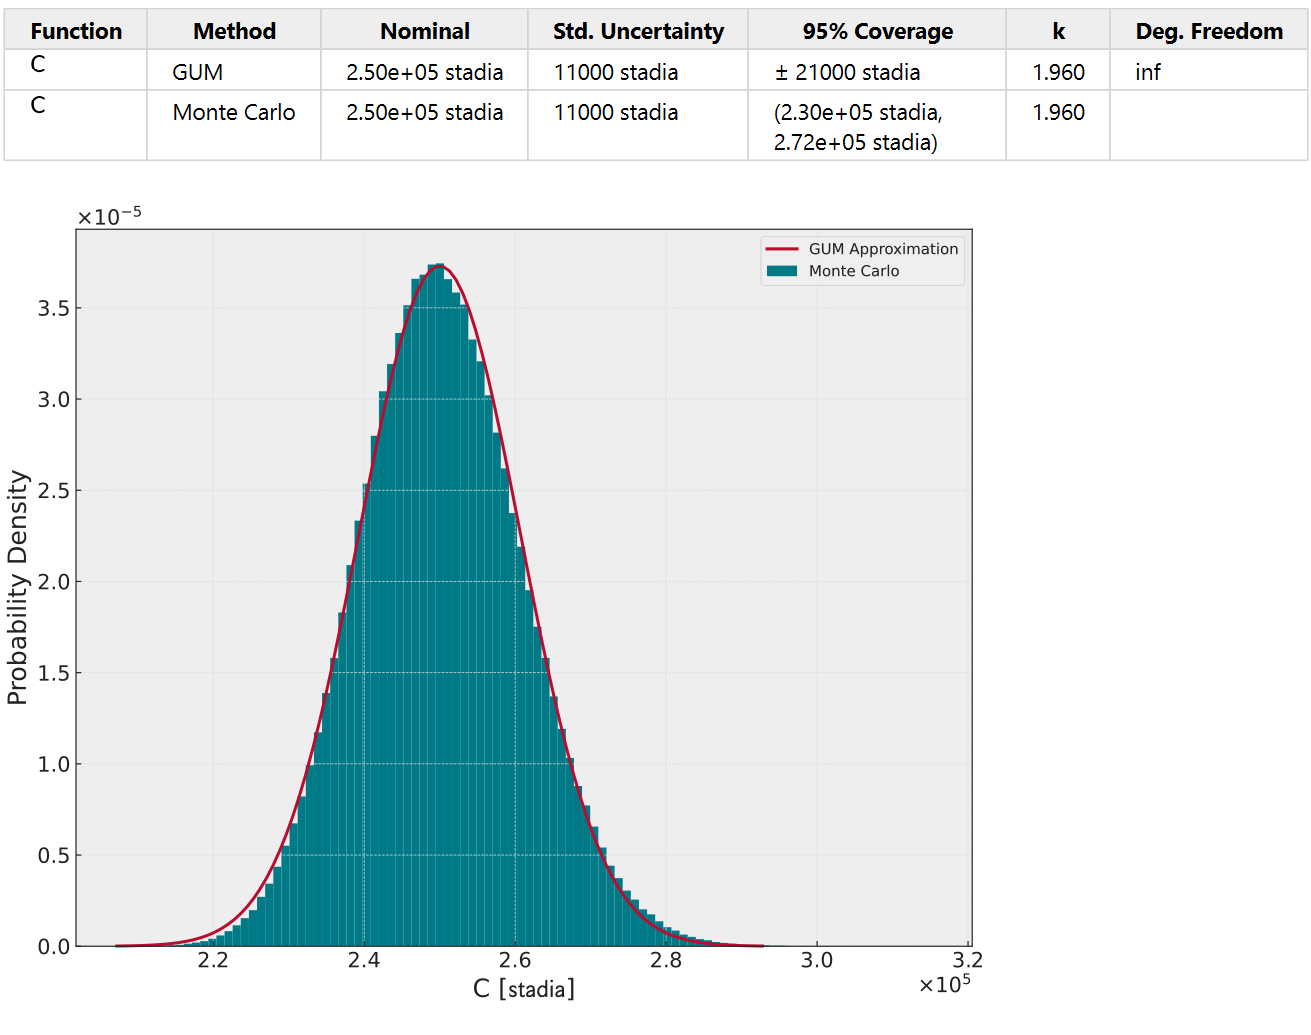 Function Method Nominal Std. Uncertainty 95% Coverage k Deg. Freedom
C GUM 2.50e+05 stadia 11000 stadia ± 21000 stadia 1.960 inf
C Monte Carlo 2.50e+05 stadia 11000 stadia (2.30e+05 stadia, 1.960
2.72e+05 stadia)
×10⁻⁵
GUM Approximation
Monte Carlo
3.5
3.0
2.5
2.0
1.5
1.0
0.5
0.0
Probability Density
2.2 2.4 2.6 2.8 3.0 3.2
×10⁵
C [stadia]